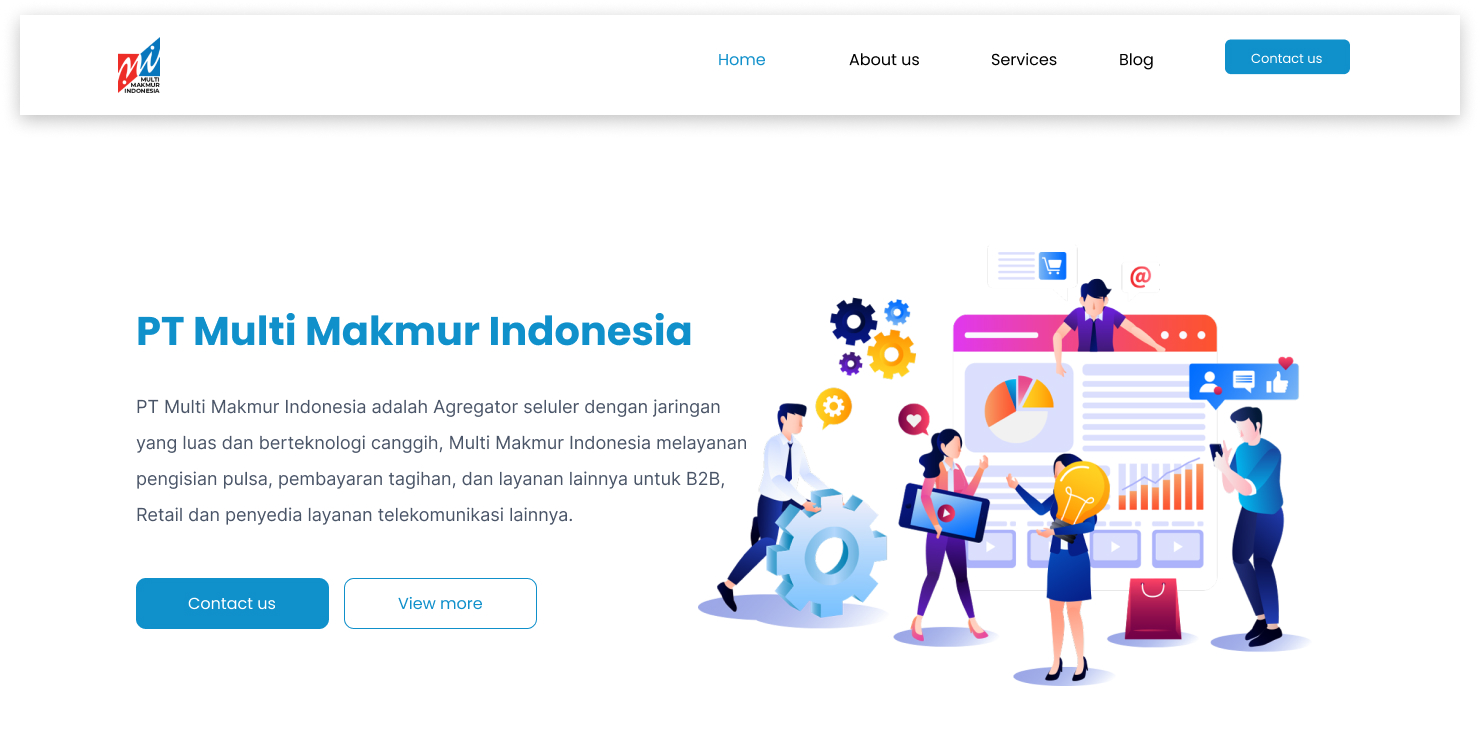 MULTI
MAKMUR
INDONESIA
Home
About us
Services
Blog
Contact us
@
PT Multi Makmur Indonesia
PT Multi Makmur Indonesia adalah Agregator seluler dengan jaringan
yang luas dan berteknologi canggih, Multi Makmur Indonesia melayanan
pengisian pulsa, pembayaran tagihan, dan layanan lainnya untuk B2B,
Retail dan penyedia layanan telekomunikasi lainnya.
Contact us
View more